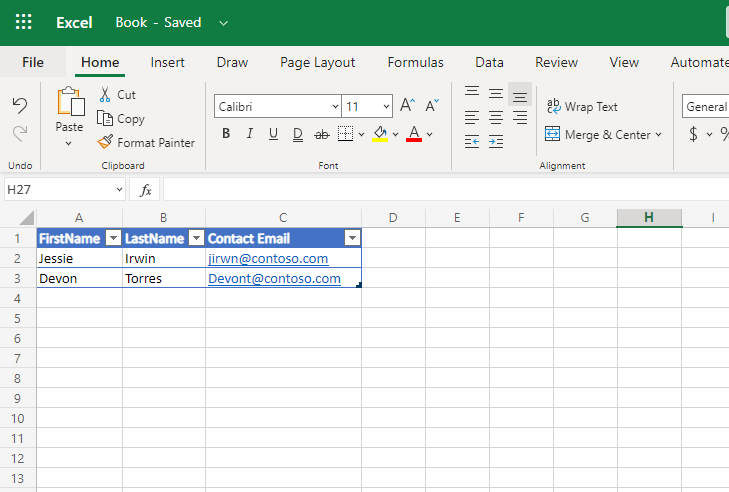 Excel Book - Saved
File Home Insert Draw Page Layout Formulas Data Review View Automate
Cut
Copy
Paste
Format Painter
Calibri 11 A A
B I U D ab A
ab Wrap Text
Merge & Center
General
$ %
Undo Clipboard Font Alignment
H27 fx
A B C D E F G H I
1 FirstName LastName Contact Email
2 Jessie Irwin jirwn@contoso.com
3 Devon Torres Devont@contoso.com
4
5
6
7
8
9
10
11
12
13